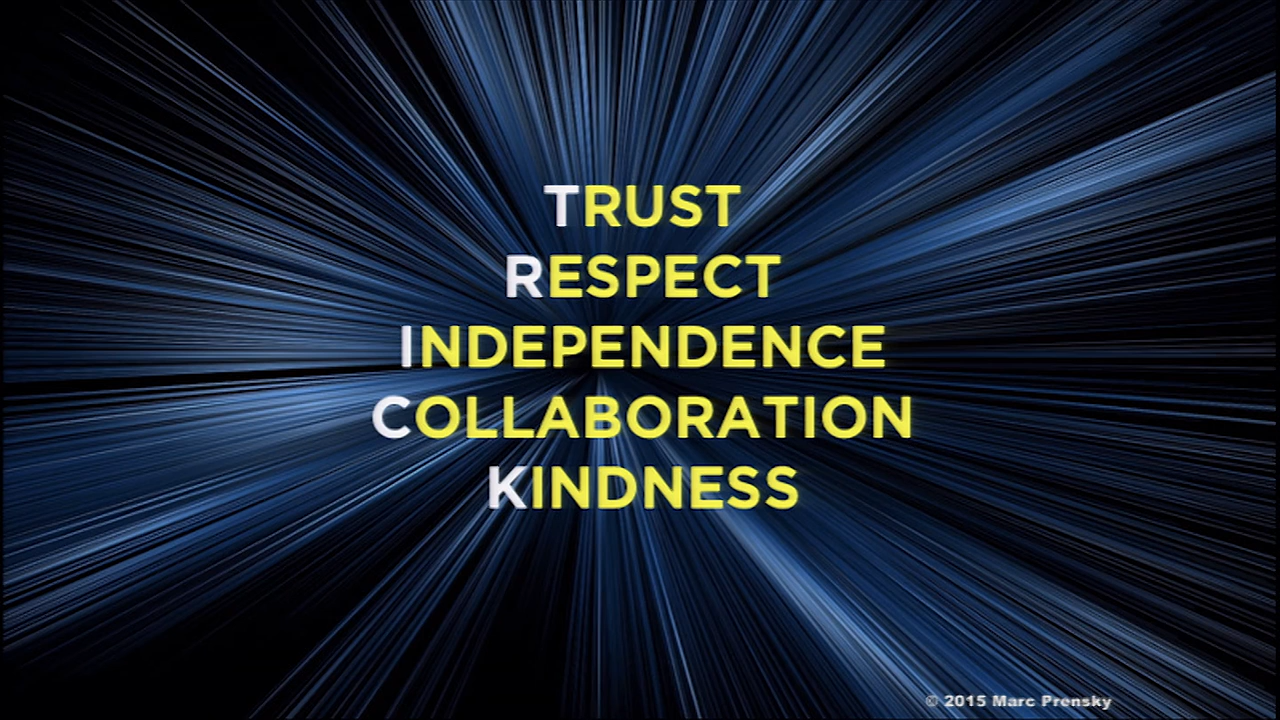 TRUST
RESPECT
INDEPENDENCE
COLLABORATION
KINDNESS
© 2015 Marc Prensky